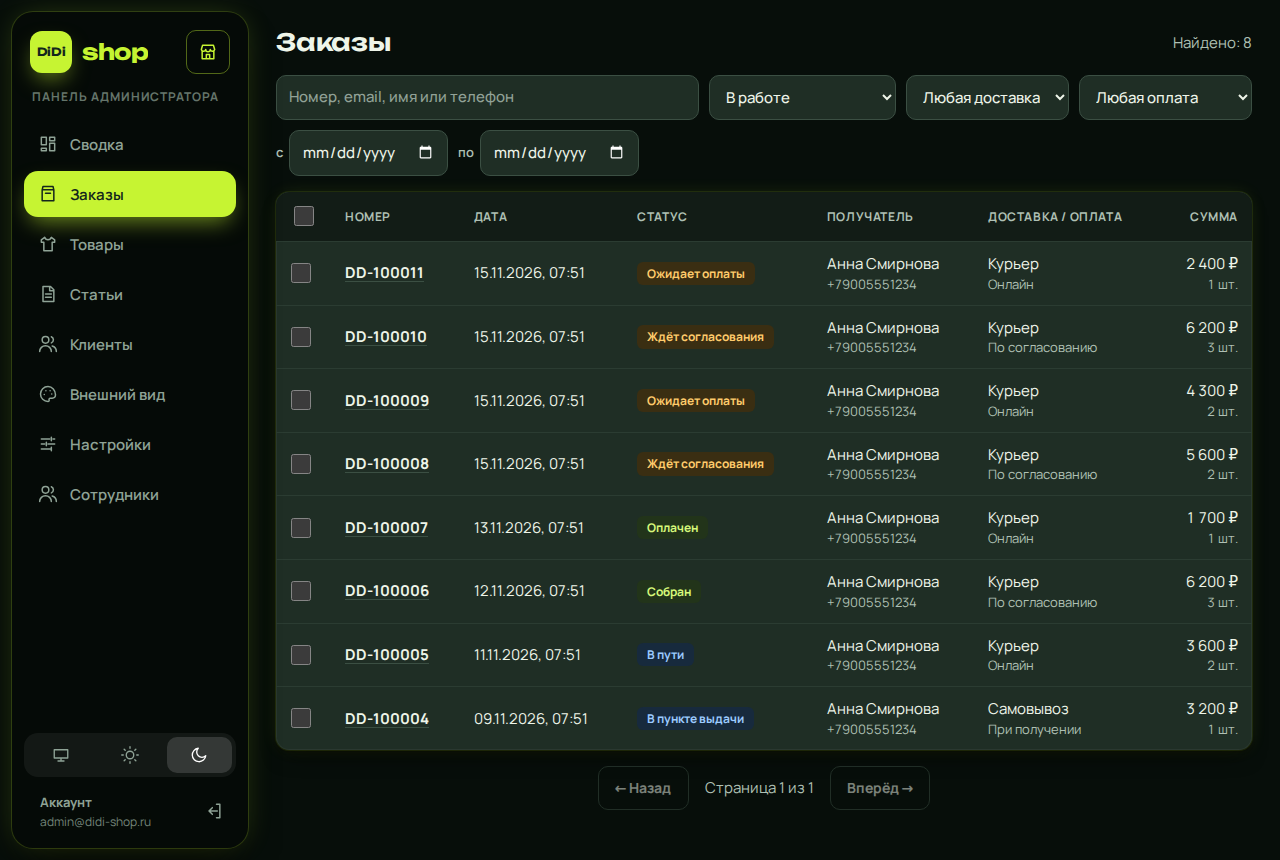 DiDi shop
ПАНЕЛЬ АДМИНИСТРАТОРА
Сводка
Заказы
Товары
Статьи
Клиенты
Внешний вид
Настройки
Сотрудники
Аккаунт
admin@didi-shop.ru
Заказы
Найдено: 8
Номер, email, имя или телефон
В работе
Любая доставка
Любая оплата
с mm/dd/yyyy по mm/dd/yyyy
НОМЕР ДАТА СТАТУС ПОЛУЧАТЕЛЬ ДОСТАВКА / ОПЛАТА СУММА
DD-100011 15.11.2026, 07:51 Ожидает оплаты Анна Смирнова Курьер 2 400 ₽
+79005551234 Онлайн 1 шт.
DD-100010 15.11.2026, 07:51 Ждёт согласования Анна Смирнова Курьер 6 200 ₽
+79005551234 По согласованию 3 шт.
DD-100009 15.11.2026, 07:51 Ожидает оплаты Анна Смирнова Курьер 4 300 ₽
+79005551234 Онлайн 2 шт.
DD-100008 15.11.2026, 07:51 Ждёт согласования Анна Смирнова Курьер 5 600 ₽
+79005551234 По согласованию 2 шт.
DD-100007 13.11.2026, 07:51 Оплачен Анна Смирнова Курьер 1 700 ₽
+79005551234 Онлайн 1 шт.
DD-100006 12.11.2026, 07:51 Собран Анна Смирнова Курьер 6 200 ₽
+79005551234 По согласованию 3 шт.
DD-100005 11.11.2026, 07:51 В пути Анна Смирнова Курьер 3 600 ₽
+79005551234 Онлайн 2 шт.
DD-100004 09.11.2026, 07:51 В пункте выдачи Анна Смирнова Самовывоз 3 200 ₽
+79005551234 При получении 1 шт.
← Назад Страница 1 из 1 Вперёд →